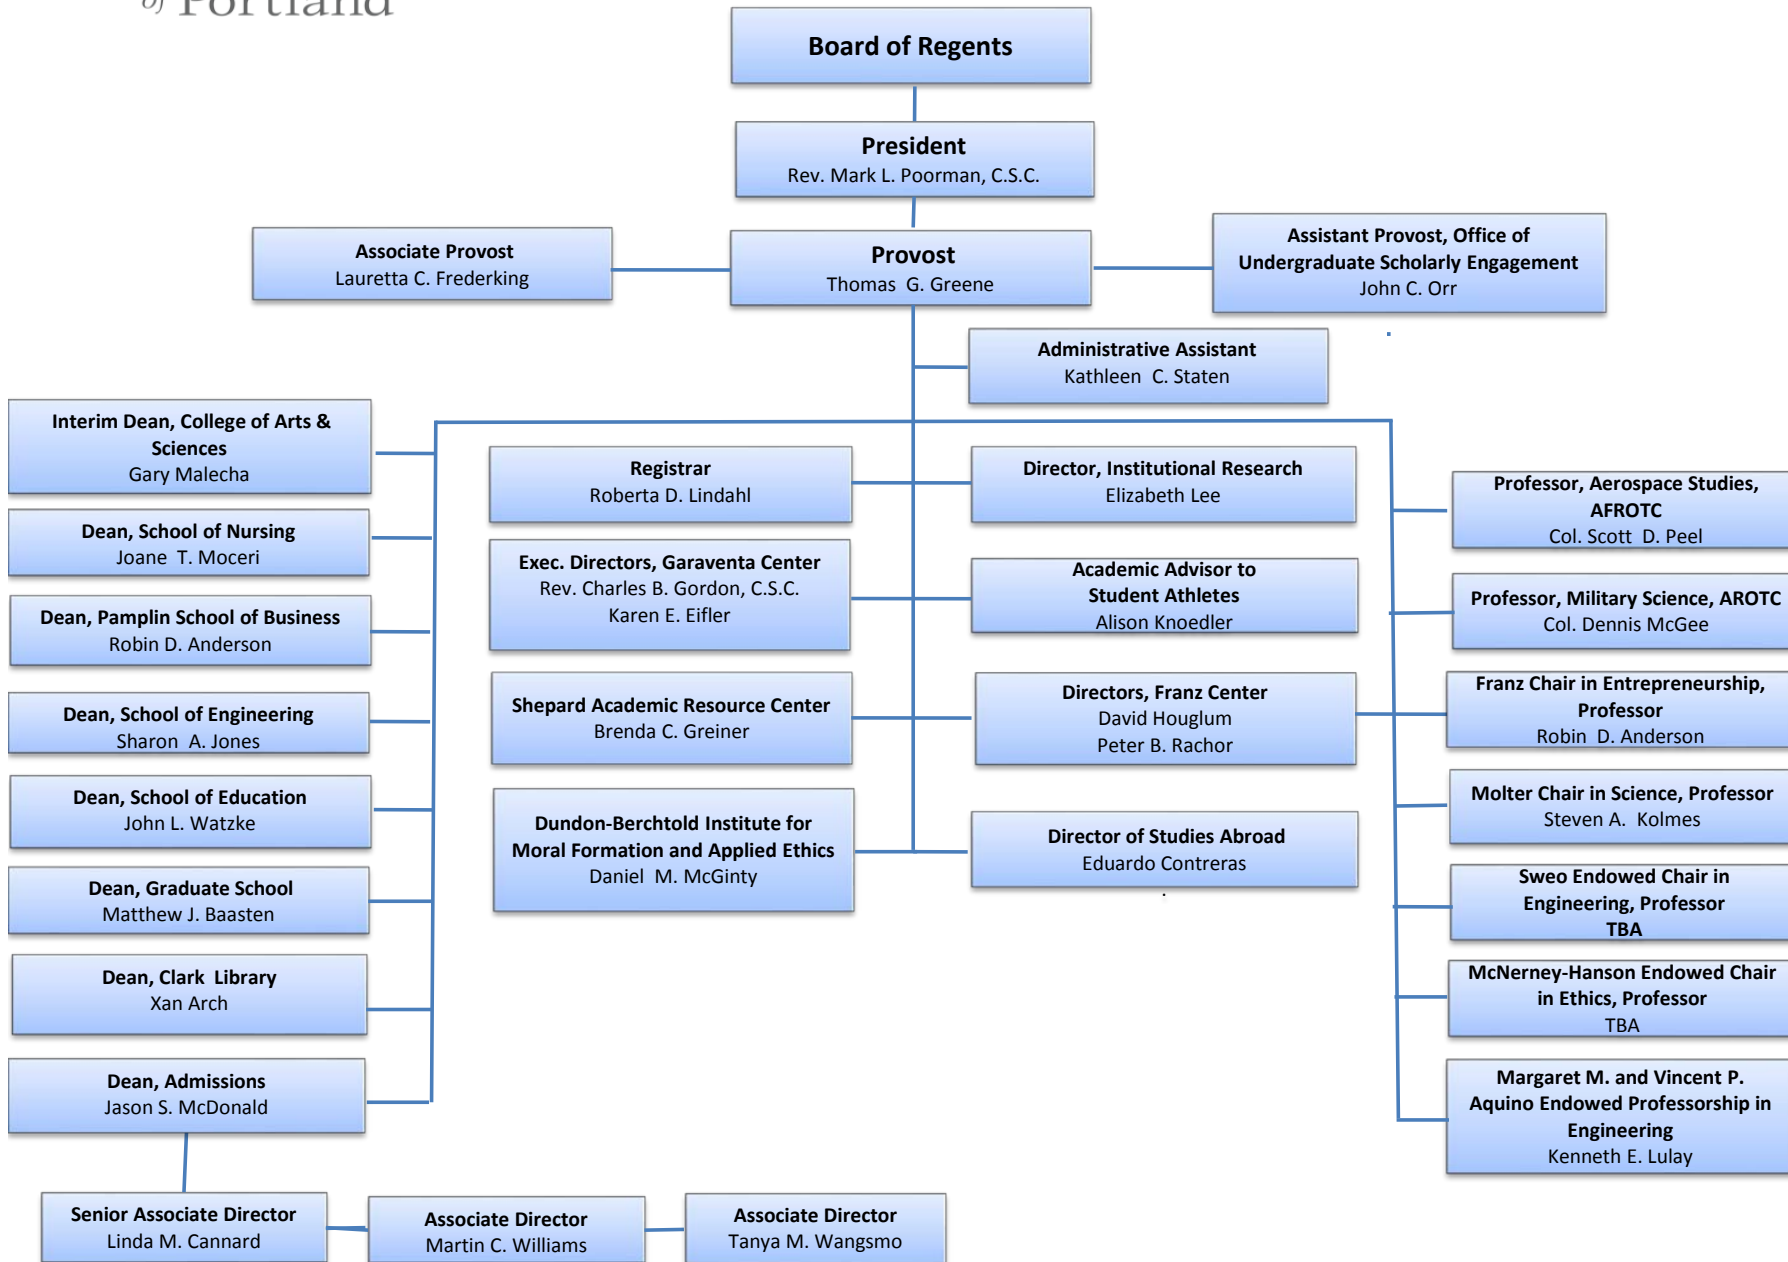 of Portland
Board of Regents
President
Rev. Mark L. Poorman, C.S.C.
Associate Provost
Lauretta C. Frederking
Provost
Thomas G. Greene
Assistant Provost, Office of
Undergraduate Scholarly Engagement
John C. Orr
Administrative Assistant
Kathleen C. Staten
Interim Dean, College of Arts &
Sciences
Gary Malecha
Dean, School of Nursing
Joane T. Moceri
Dean, Pamplin School of Business
Robin D. Anderson
Dean, School of Engineering
Sharon A. Jones
Dean, School of Education
John L. Watzke
Dean, Graduate School
Matthew J. Baasten
Dean, Clark Library
Xan Arch
Dean, Admissions
Jason S. McDonald
Registrar
Roberta D. Lindahl
Exec. Directors, Garaventa Center
Rev. Charles B. Gordon, C.S.C.
Karen E. Eifler
Shepard Academic Resource Center
Brenda C. Greiner
Dundon-Berchtold Institute for
Moral Formation and Applied Ethics
Daniel M. McGinty
Director, Institutional Research
Elizabeth Lee
Academic Advisor to
Student Athletes
Alison Knoedler
Directors, Franz Center
David Houglum
Peter B. Rachor
Director of Studies Abroad
Eduardo Contreras
Professor, Aerospace Studies,
AFROTC
Col. Scott D. Peel
Professor, Military Science, AROTC
Col. Dennis McGee
Franz Chair in Entrepreneurship,
Professor
Robin D. Anderson
Molter Chair in Science, Professor
Steven A. Kolmes
Sweo Endowed Chair in
Engineering, Professor
TBA
McNerney-Hanson Endowed Chair
in Ethics, Professor
TBA
Margaret M. and Vincent P.
Aquino Endowed Professorship in
Engineering
Kenneth E. Lulay
Senior Associate Director
Linda M. Cannard
Associate Director
Martin C. Williams
Associate Director
Tanya M. Wangsmo